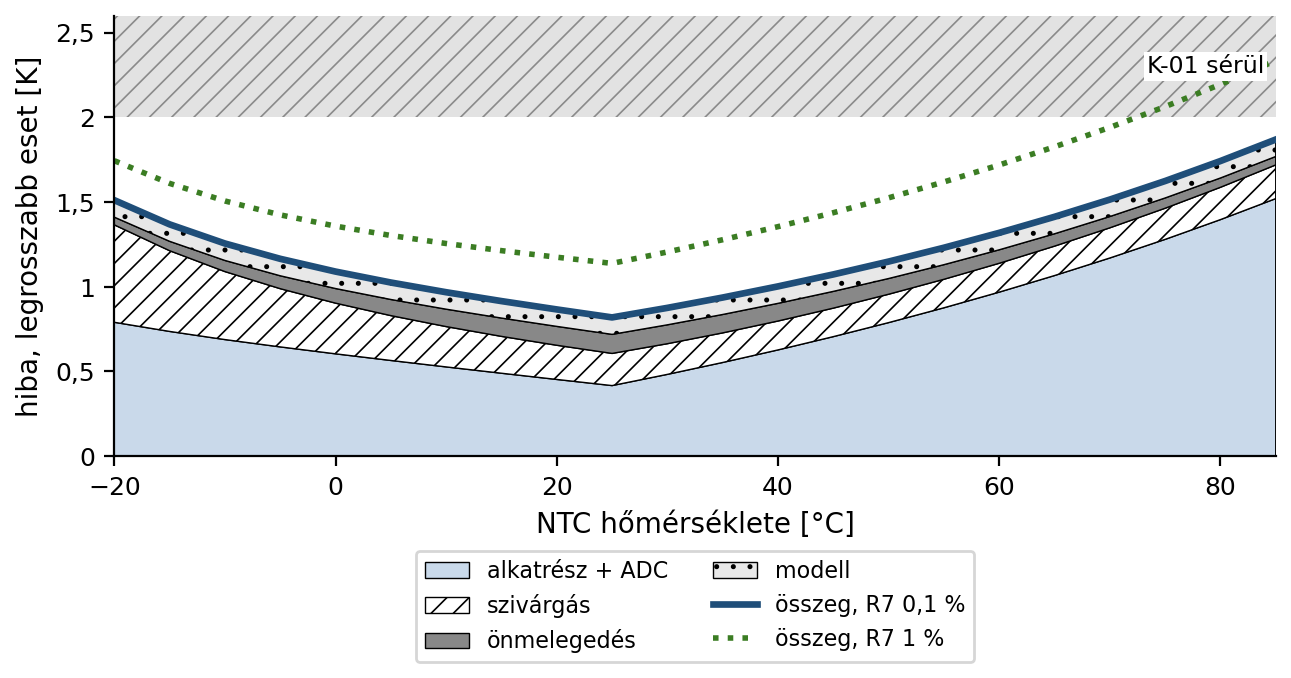 2,5
K-01 sérül
2
1,5
1
0,5
0
hiba, legrosszabb eset [K]
−20 0 20 40 60 80
NTC hőmérséklete [°C]
alkatrész + ADC
szivárgás
önmelegedés
modell
összeg, R7 0,1 %
összeg, R7 1 %